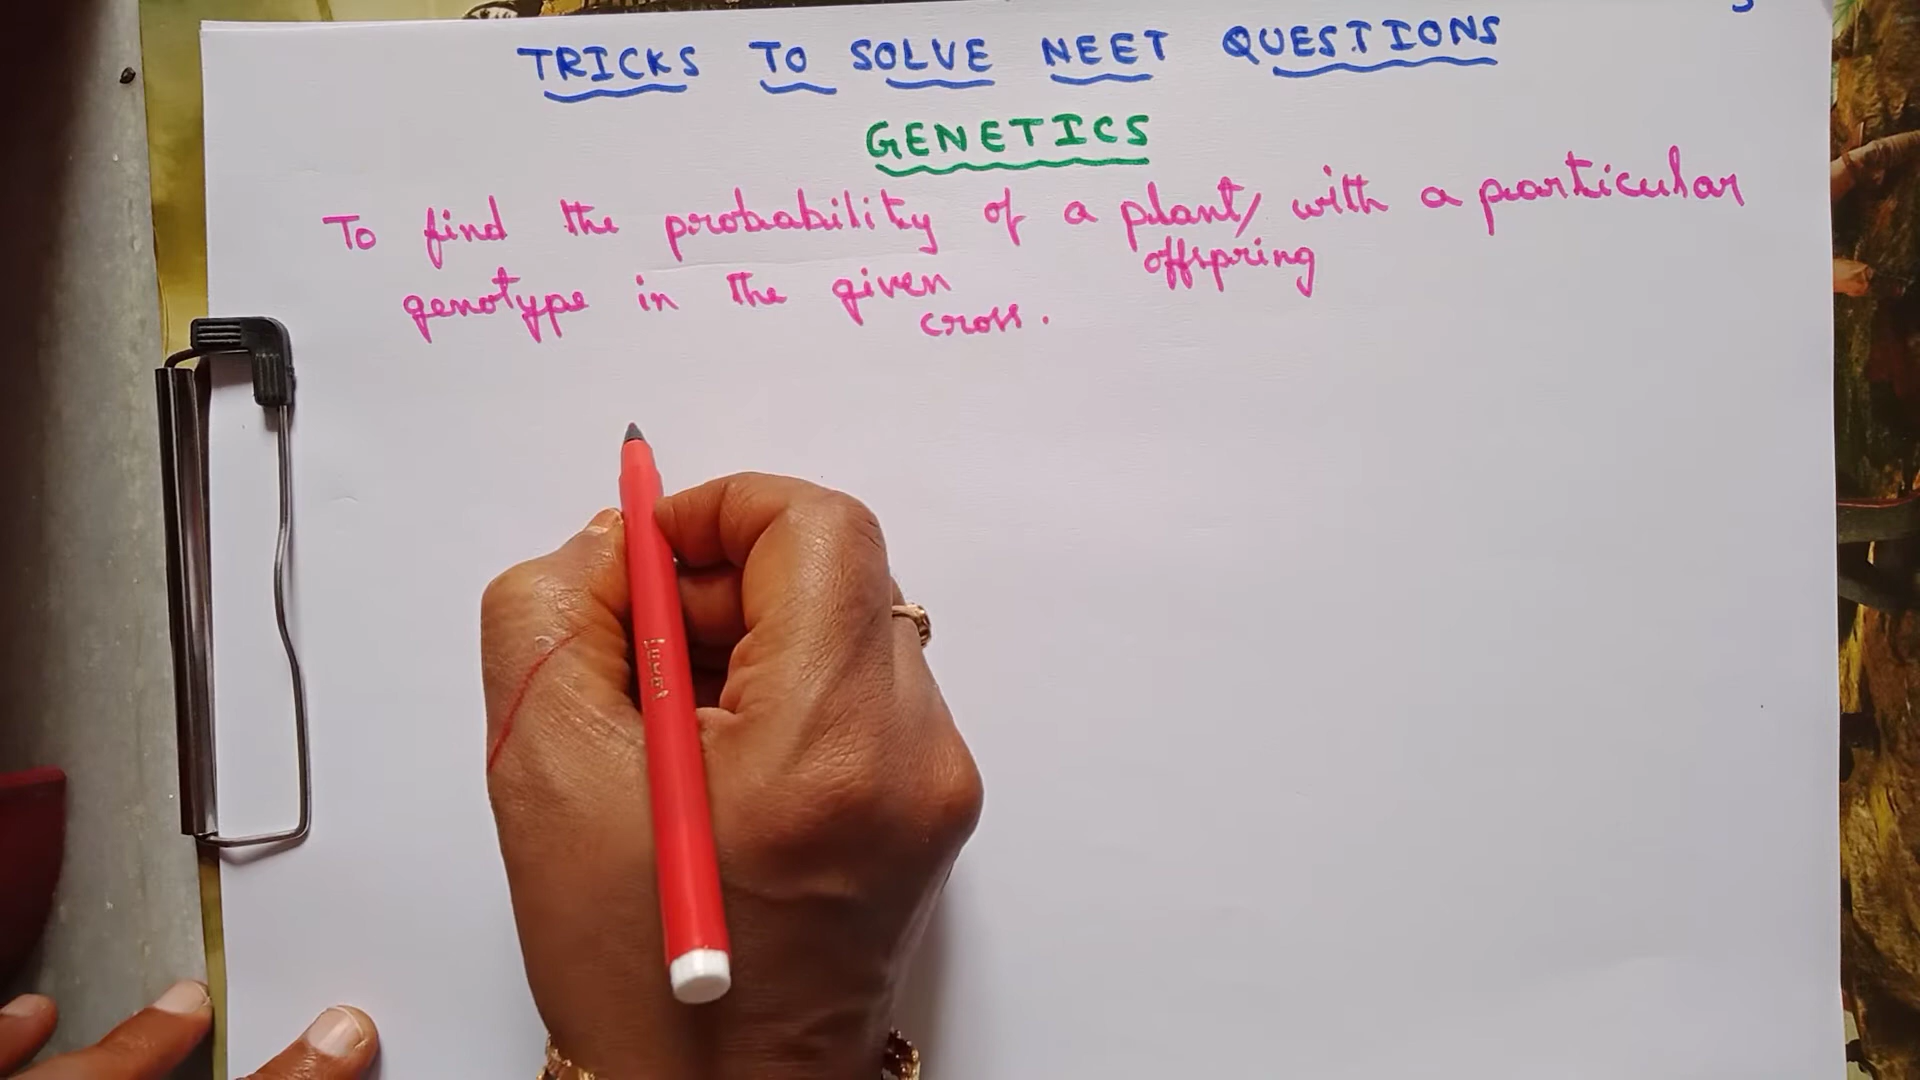 TRICKS TO SOLVE NEET QUESTIONS
GENETICS
To find the probability of a plant/ with a particular
offspring
genotype in the given
cross.